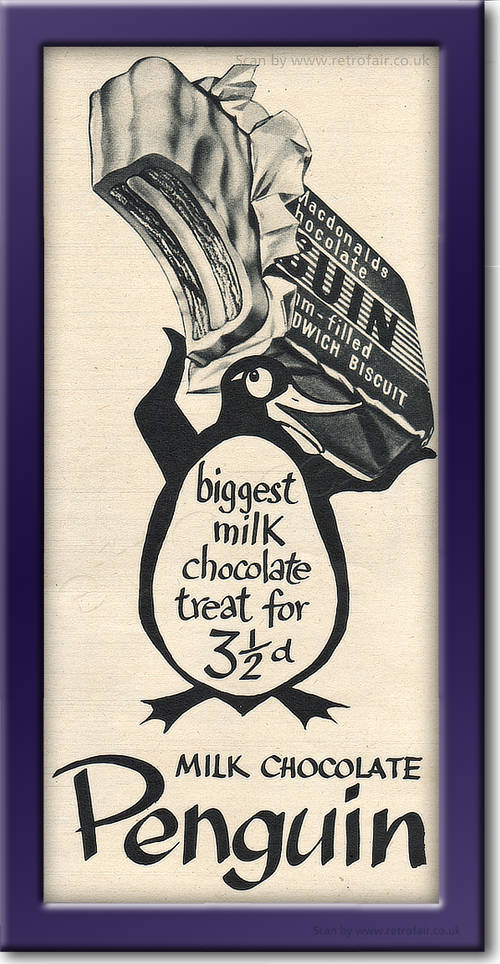 Scan by www.retrofair.co.uk
Macdonalds
chocolate
GUIN
m-filled
DWICH BISCUIT
biggest
milk
chocolate
treat for
3½d
MILK CHOCOLATE
Penguin
Scan by www.retrofair.co.uk